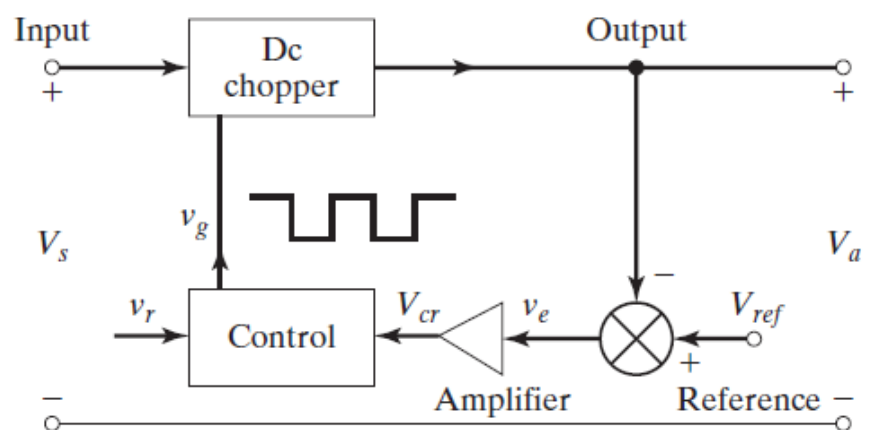 Input
Output
Dc
chopper
+
+
v_g
V_s
V_a
−
v_r
Control
V_cr
v_e
V_ref
+
Amplifier
Reference
−
−